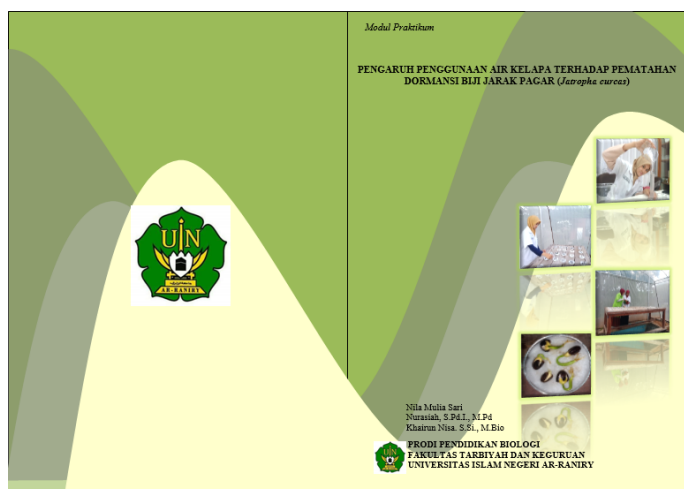 UIN
AR-RANIRY
Modul Praktikum
PENGARUH PENGGUNAAN AIR KELAPA TERHADAP PEMATAHAN
DORMANSI BIJI JARAK PAGAR (Jatropha curcas)
Nila Mulia Sari
Nurasiah, S.Pd.I., M.Pd
Khairun Nisa. S.Si., M.Bio
PRODI PENDIDIKAN BIOLOGI
FAKULTAS TARBIYAH DAN KEGURUAN
UNIVERSITAS ISLAM NEGERI AR-RANIRY